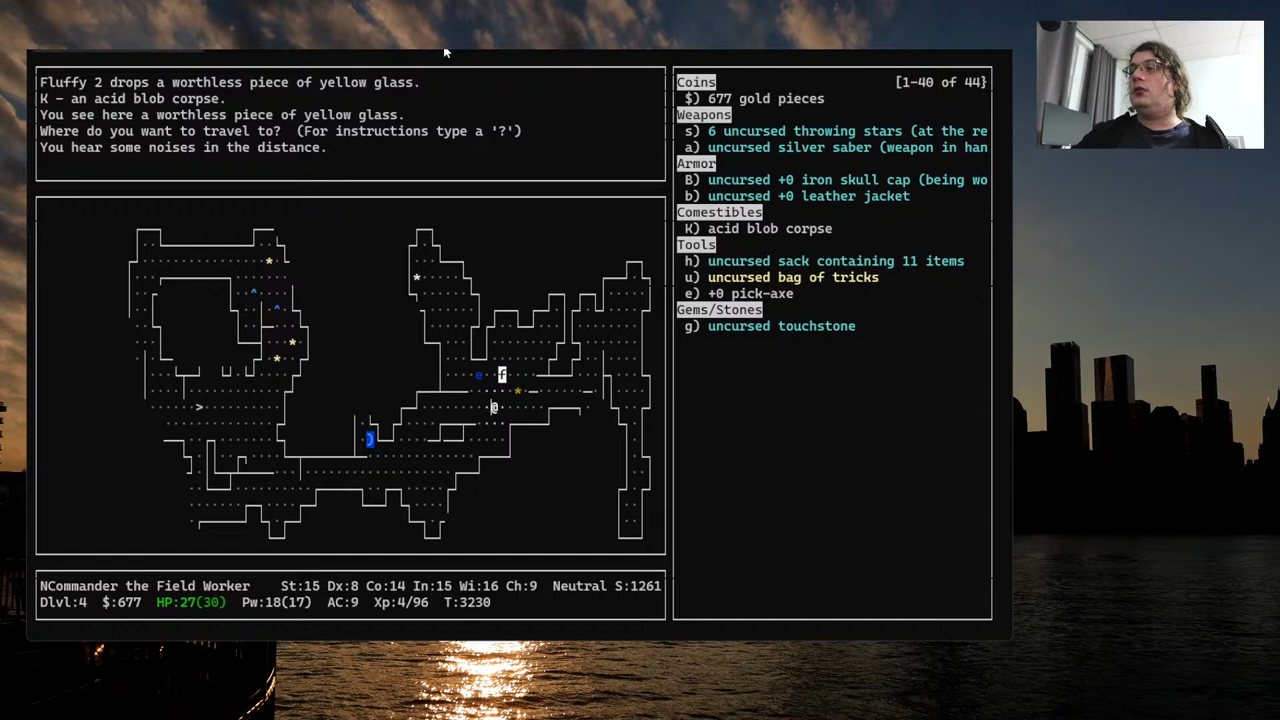 Fluffy 2 drops a worthless piece of yellow glass.
K - an acid blob corpse.
You see here a worthless piece of yellow glass.
Where do you want to travel to?  (For instructions type a '?')
You hear some noises in the distance.
Coins [1-40 of 44}
$) 677 gold pieces
Weapons
s) 6 uncursed throwing stars (at the re
a) uncursed silver saber (weapon in han
Armor
B) uncursed +0 iron skull cap (being wo
b) uncursed +0 leather jacket
Comestibles
K) acid blob corpse
Tools
h) uncursed sack containing 11 items
u) uncursed bag of tricks
e) +0 pick-axe
Gems/Stones
g) uncursed touchstone
NCommander the Field Worker St:15 Dx:8 Co:14 In:15 Wi:16 Ch:9 Neutral S:1261
Dlvl:4 $:677 HP:27(30) Pw:18(17) AC:9 Xp:4/96 T:3230